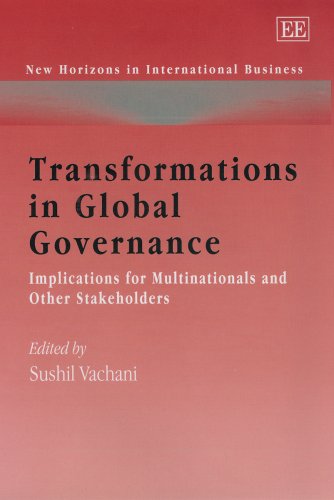 EE
New Horizons in International Business
Transformations
in Global
Governance
Implications for Multinationals and
Other Stakeholders
Edited by
Sushil Vachani